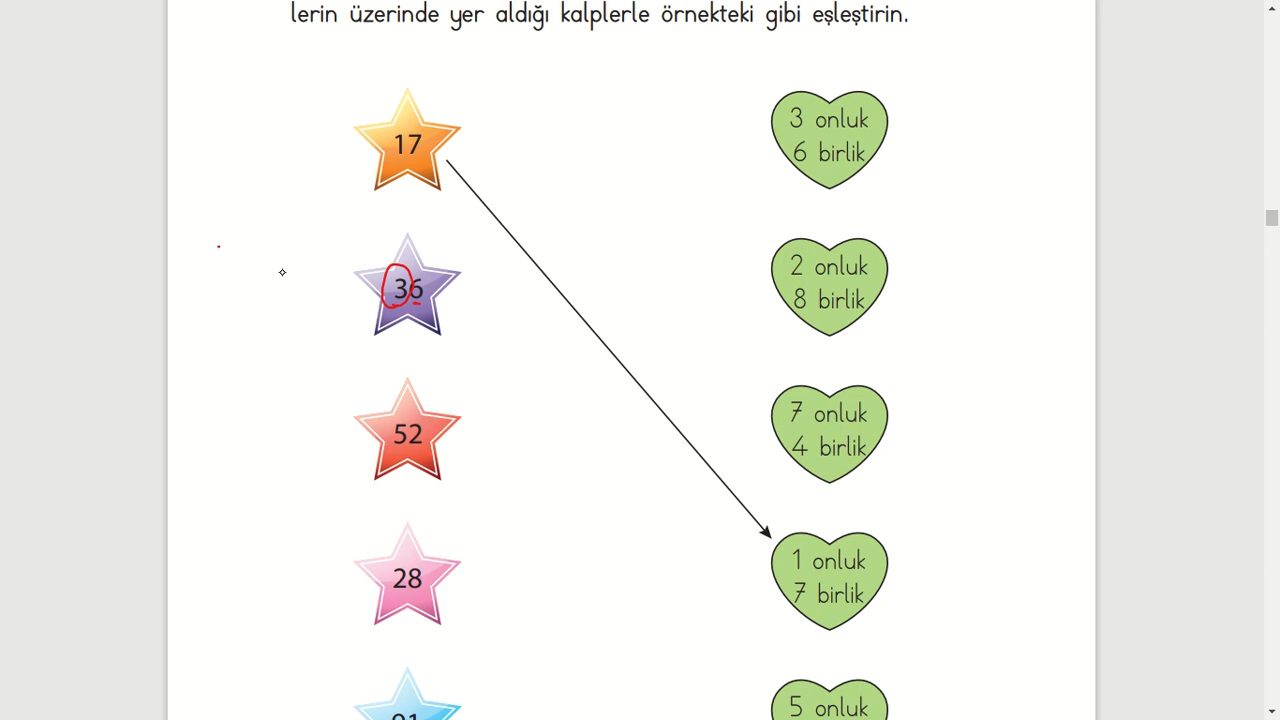 lerin üzerinde yer aldığı kalplerle örnekteki gibi eşleştirin.
17
3 onluk
6 birlik
36
2 onluk
8 birlik
52
7 onluk
4 birlik
28
1 onluk
7 birlik
91
5 onluk